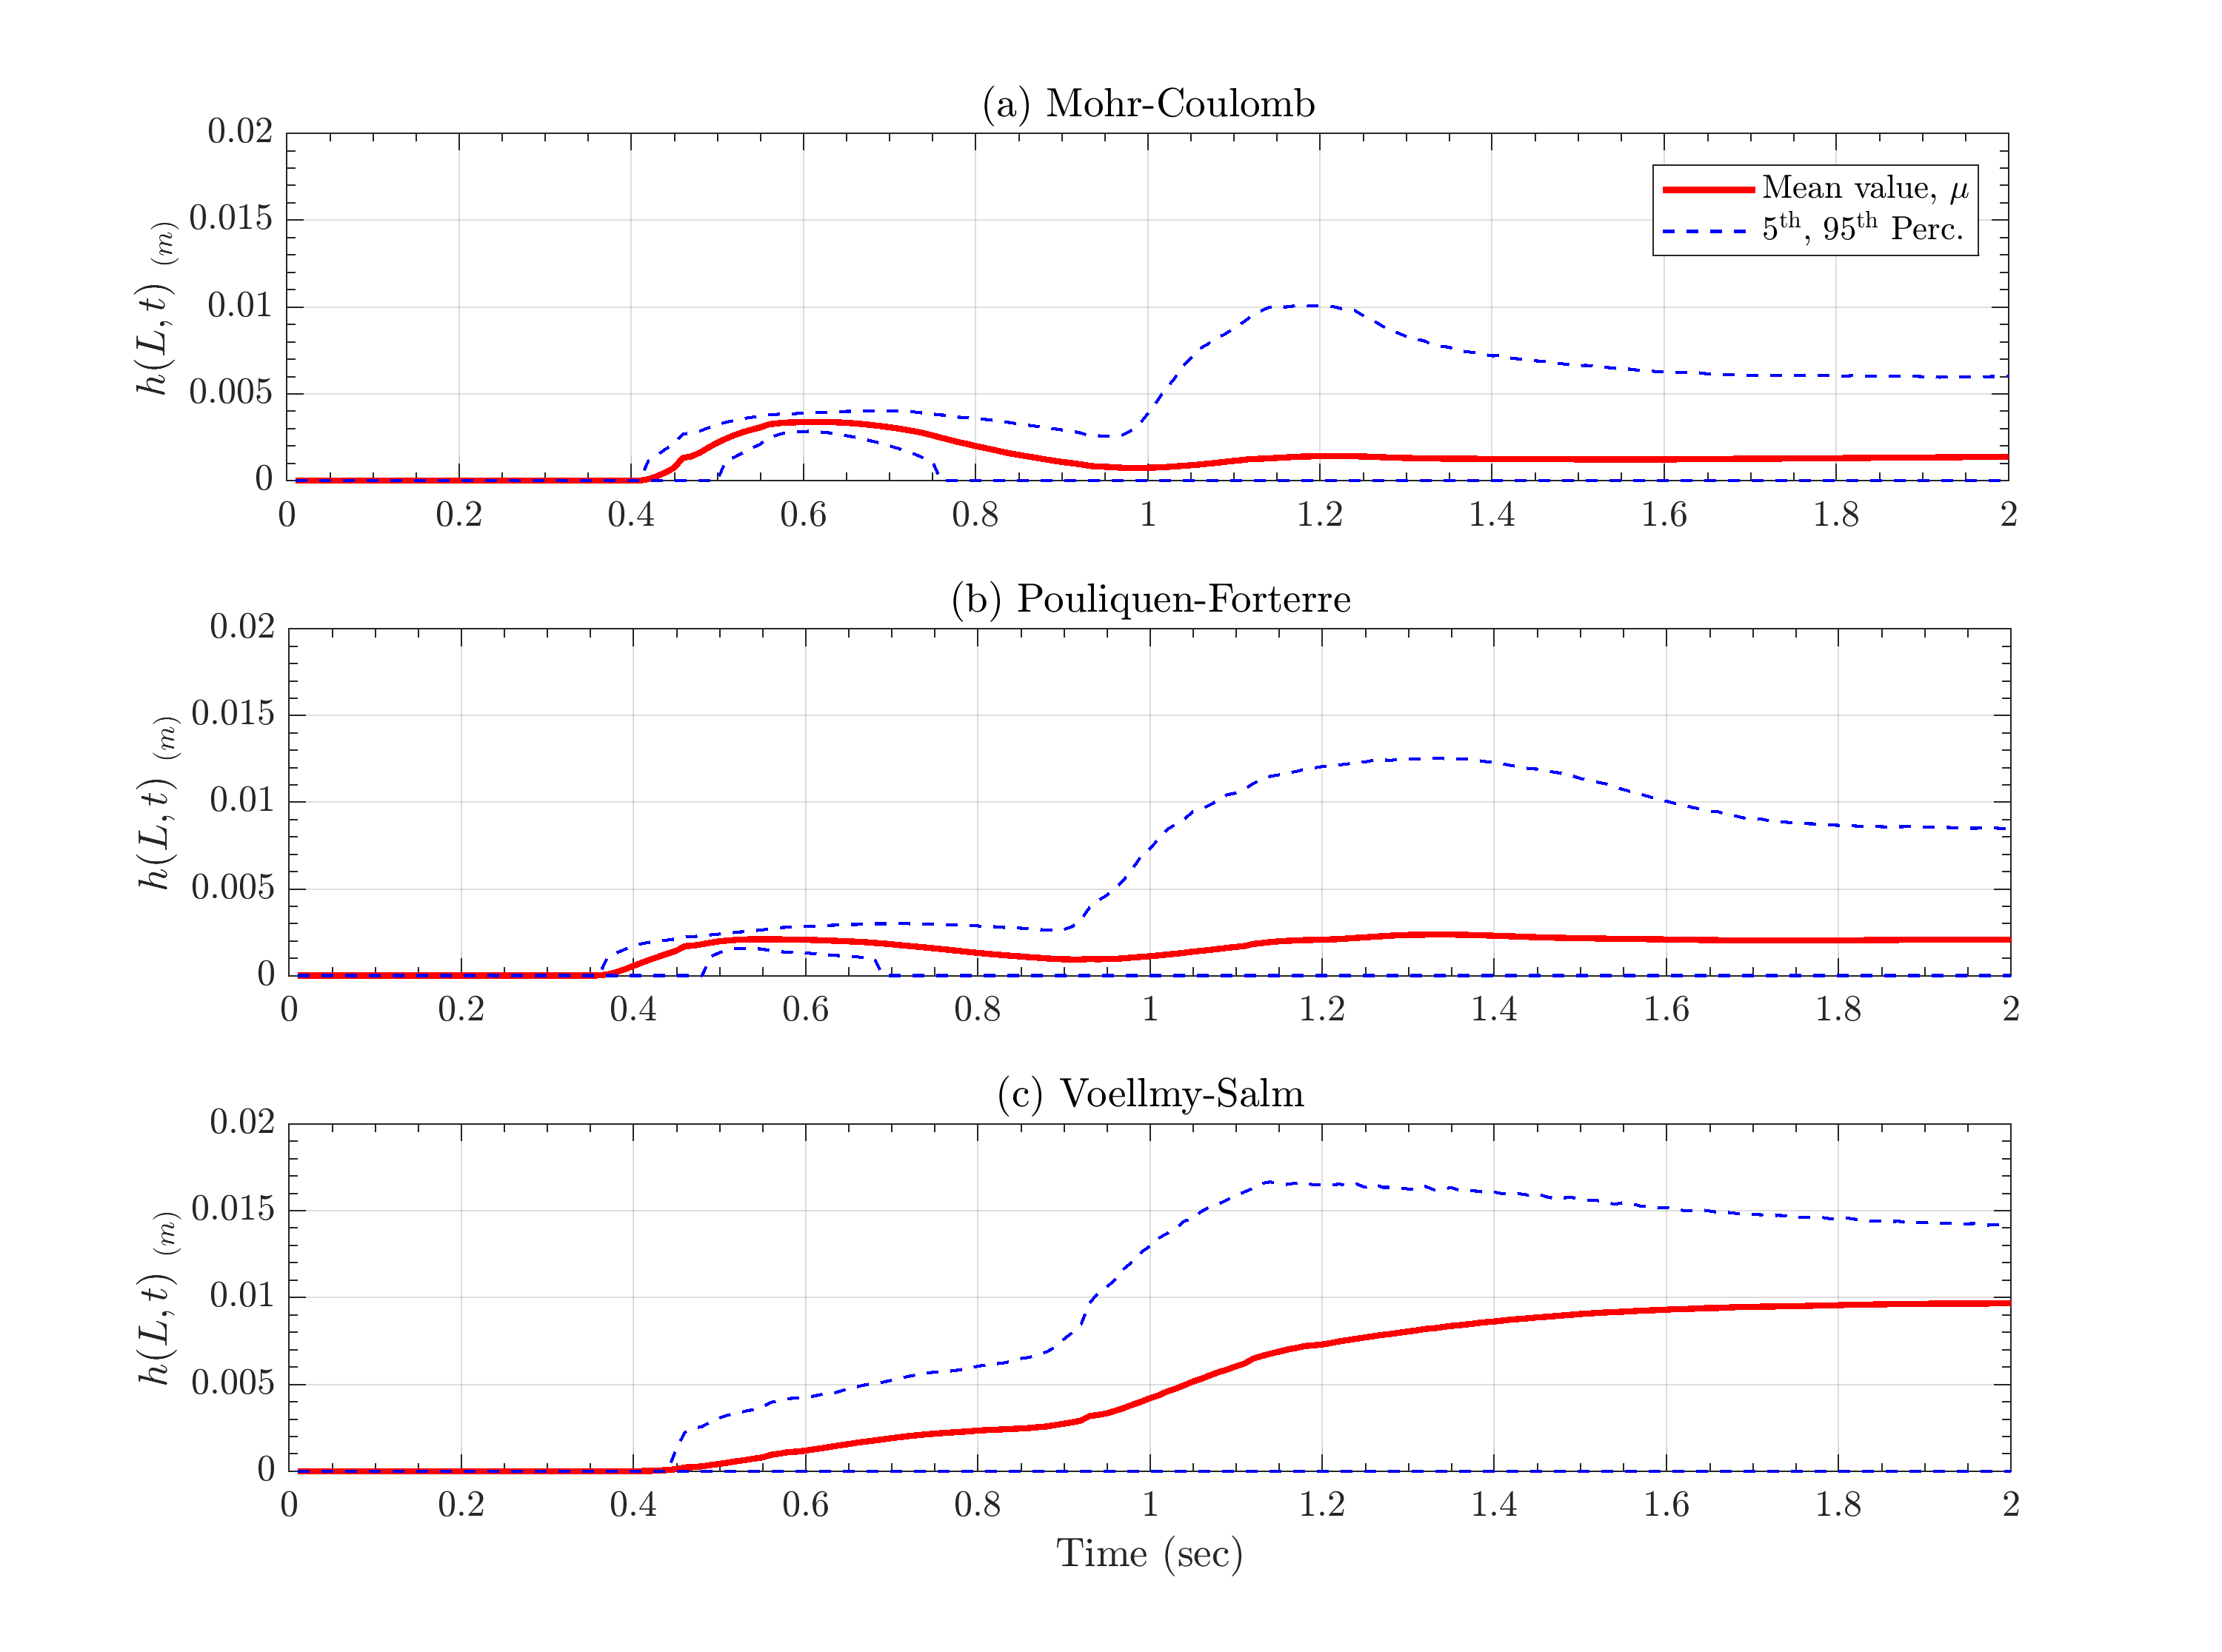 (a) Mohr-Coulomb
0.02
0.015
0.01
0.005
0
h(L, t) (m)
Mean value, μ
5th, 95th Perc.
0 0.2 0.4 0.6 0.8 1 1.2 1.4 1.6 1.8 2
(b) Pouliquen-Forterre
0.02
0.015
0.01
0.005
0
h(L, t) (m)
0 0.2 0.4 0.6 0.8 1 1.2 1.4 1.6 1.8 2
(c) Voellmy-Salm
0.02
0.015
0.01
0.005
0
h(L, t) (m)
0 0.2 0.4 0.6 0.8 1 1.2 1.4 1.6 1.8 2
Time (sec)